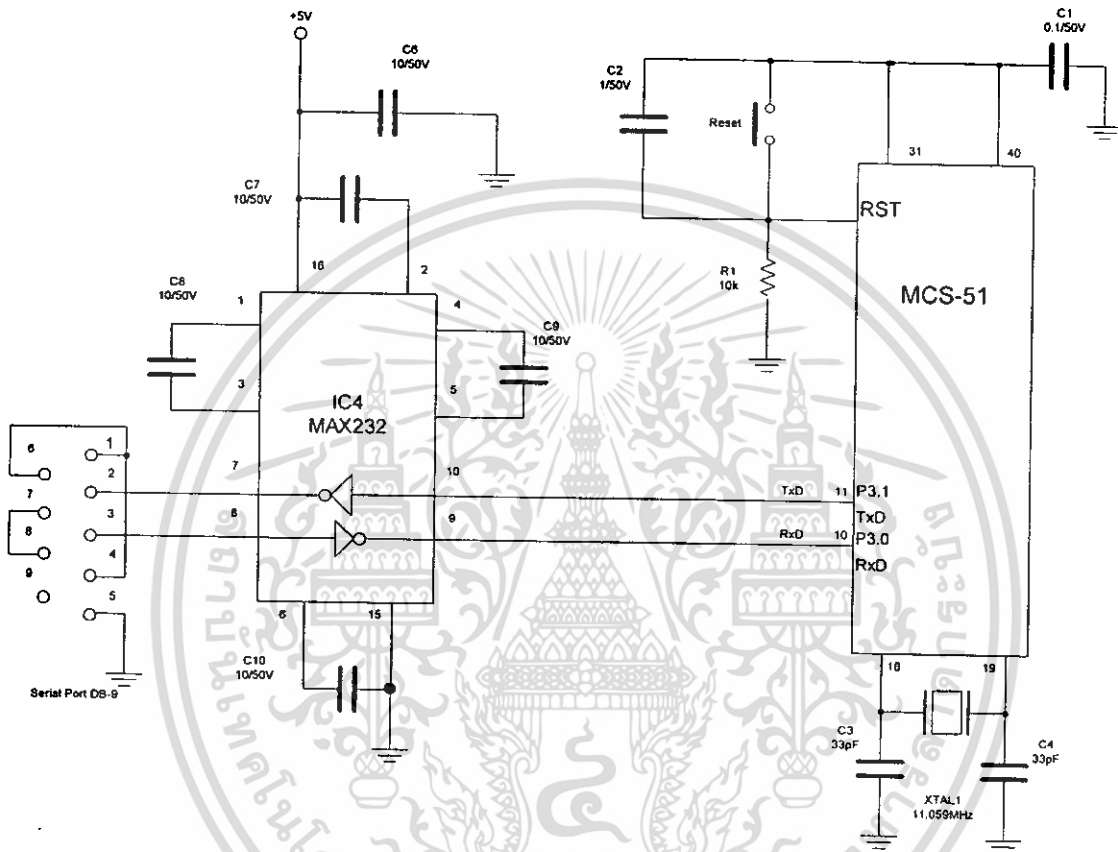 +5V
C6
10/50V
C7
10/50V
C8
10/50V
16
2
1
4
C9
10/50V
3
5
IC4
MAX232
7
10
8
9
6
15
C10
10/50V
6
1
2
7
3
8
4
9
5
Serial Port DB-9
C1
0.1/50V
C2
1/50V
Reset
31
40
RST
R1
10k
MCS-51
TxD
11
P3.1
TxD
RxD
10
P3.0
RxD
18
19
C3
33pF
C4
33pF
XTAL1
11.059MHz